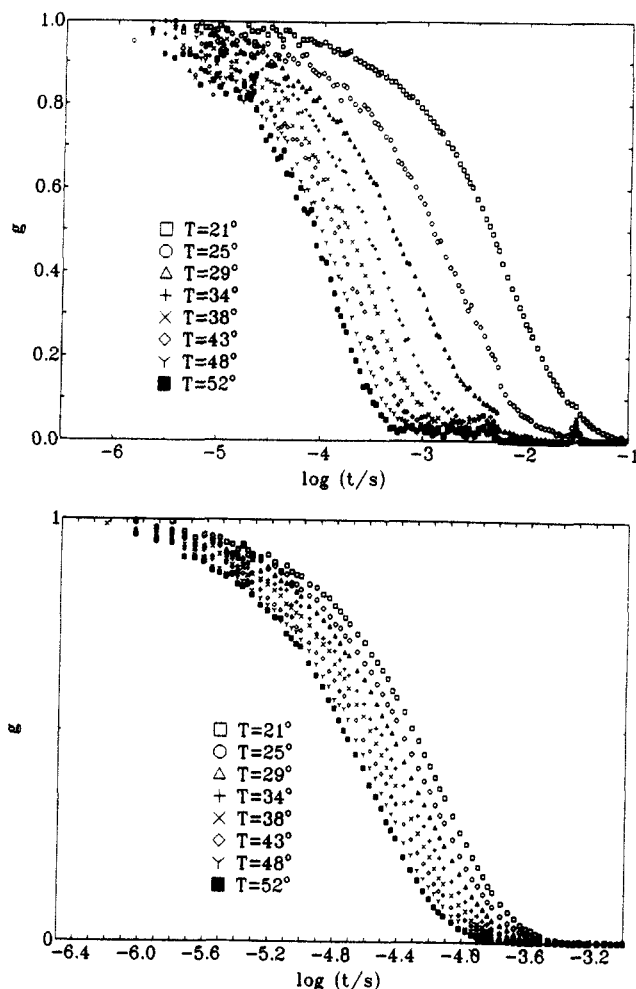 1.0
0.8
0.6
0.4
0.2
0.0
g
T=21°
T=25°
T=29°
T=34°
T=38°
T=43°
T=48°
T=52°
-6 -5 -4 -3 -2 -1
log (t/s)
1
0
g
T=21°
T=25°
T=29°
T=34°
T=38°
T=43°
T=48°
T=52°
-6.4 -6.0 -5.6 -5.2 -4.8 -4.4 -4.0 -3.6 -3.2
log (t/s)